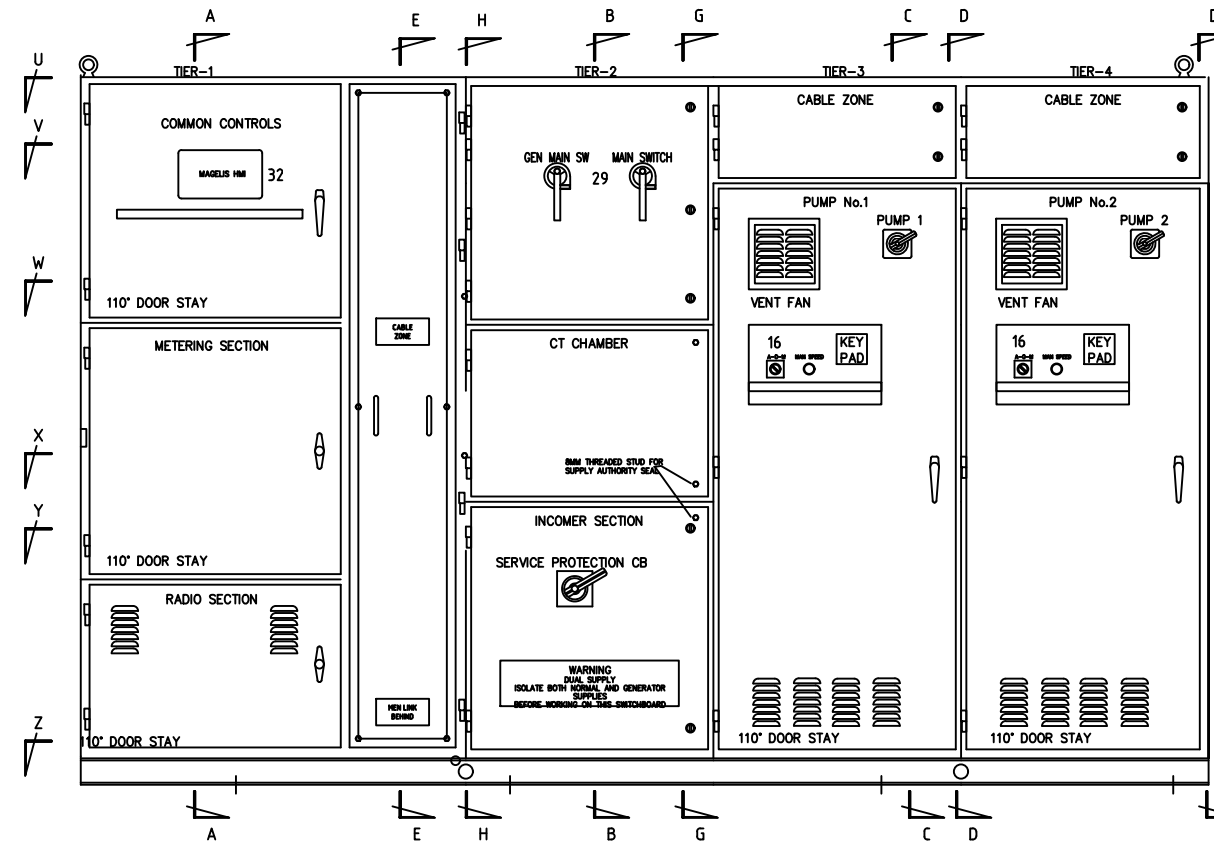 A E H B G C D D
U TIER-1 TIER-2 TIER-3 TIER-4
COMMON CONTROLS CABLE ZONE CABLE ZONE
V
GEN MAIN SW MAIN SWITCH
MAGELIS HMI 32 29
PUMP No.1 PUMP No.2
PUMP 1 PUMP 2
W
110° DOOR STAY VENT FAN VENT FAN
CABLE
ZONE
METERING SECTION CT CHAMBER
16 KEY 16 KEY
A-O-M MAN SPEED PAD A-O-M MAN SPEED PAD
X
8MM THREADED STUD FOR
SUPPLY AUTHORITY SEAL
Y
INCOMER SECTION
110° DOOR STAY SERVICE PROTECTION CB
RADIO SECTION
WARNING
DUAL SUPPLY
ISOLATE BOTH NORMAL AND GENERATOR
SUPPLIES
BEFORE WORKING ON THIS SWITCHBOARD
MEN LINK
BEHIND
Z
110° DOOR STAY 110° DOOR STAY 110° DOOR STAY
A E H B G C D